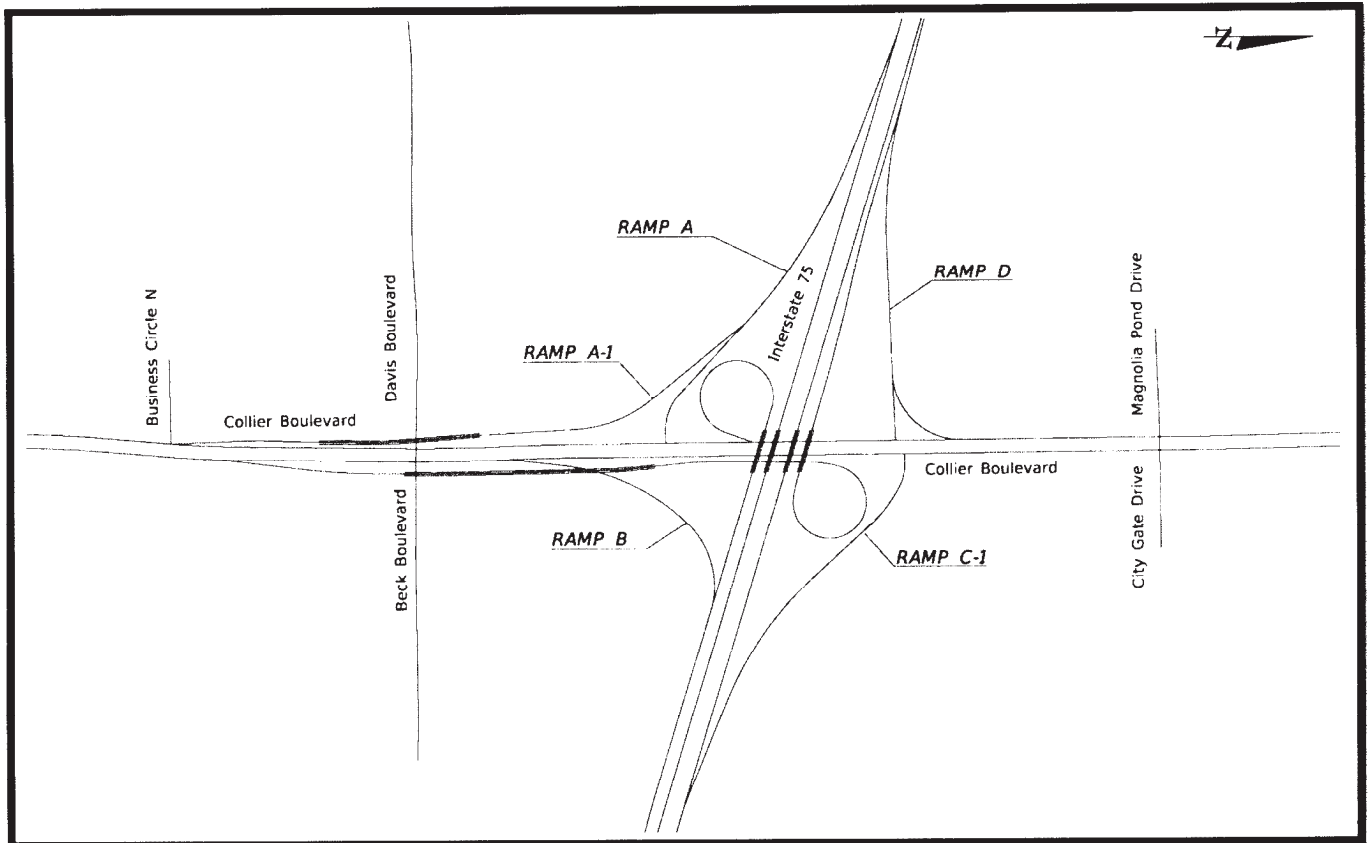 N
RAMP A
RAMP D
Interstate 75
Magnolia Pond Drive
Business Circle N
Davis Boulevard
RAMP A-1
Collier Boulevard
Collier Boulevard
Beck Boulevard
RAMP B
RAMP C-1
City Gate Drive